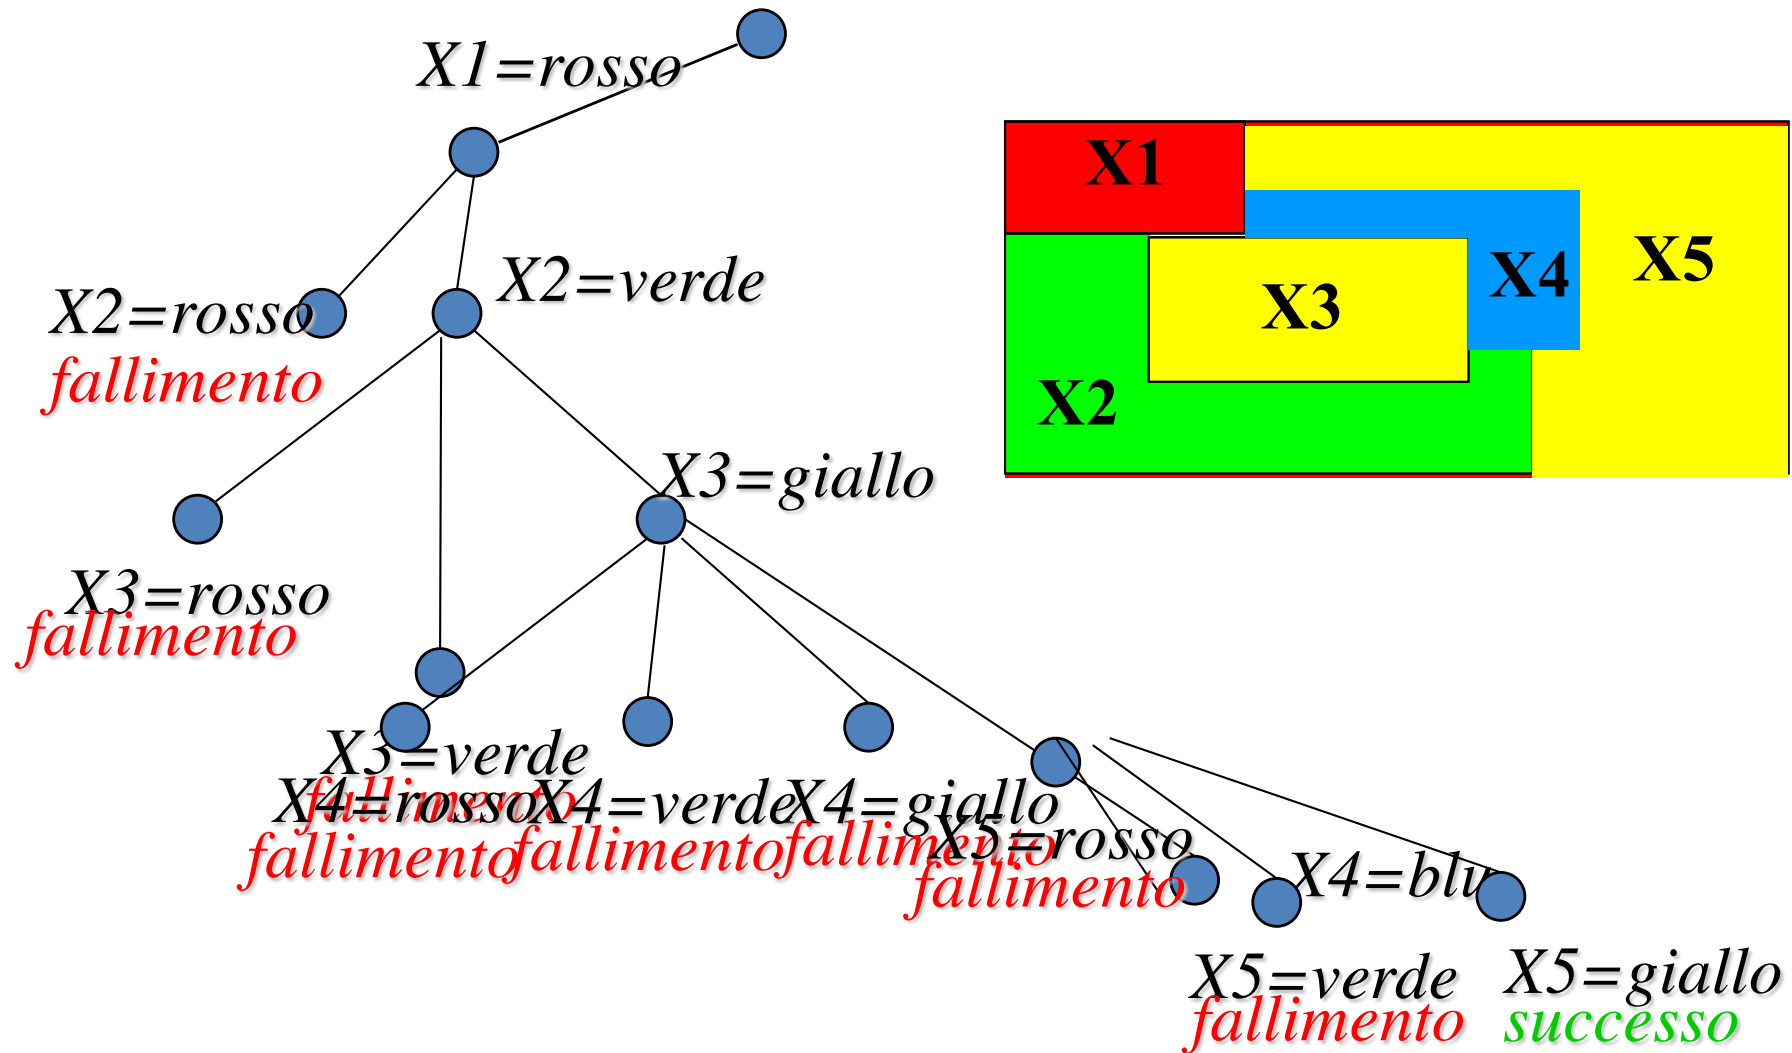 X1=rosso
X1
X2=verde
X5
X4
X2=rosso
X3
fallimento
X2
X3=giallo
X3=rosso
fallimento
X3=verde
fallimento
X4=rosso
fallimento
X4=verde
fallimento
X4=giallo
fallimento
X5=rosso
fallimento
X4=blu
X5=verde
fallimento
X5=giallo
successo